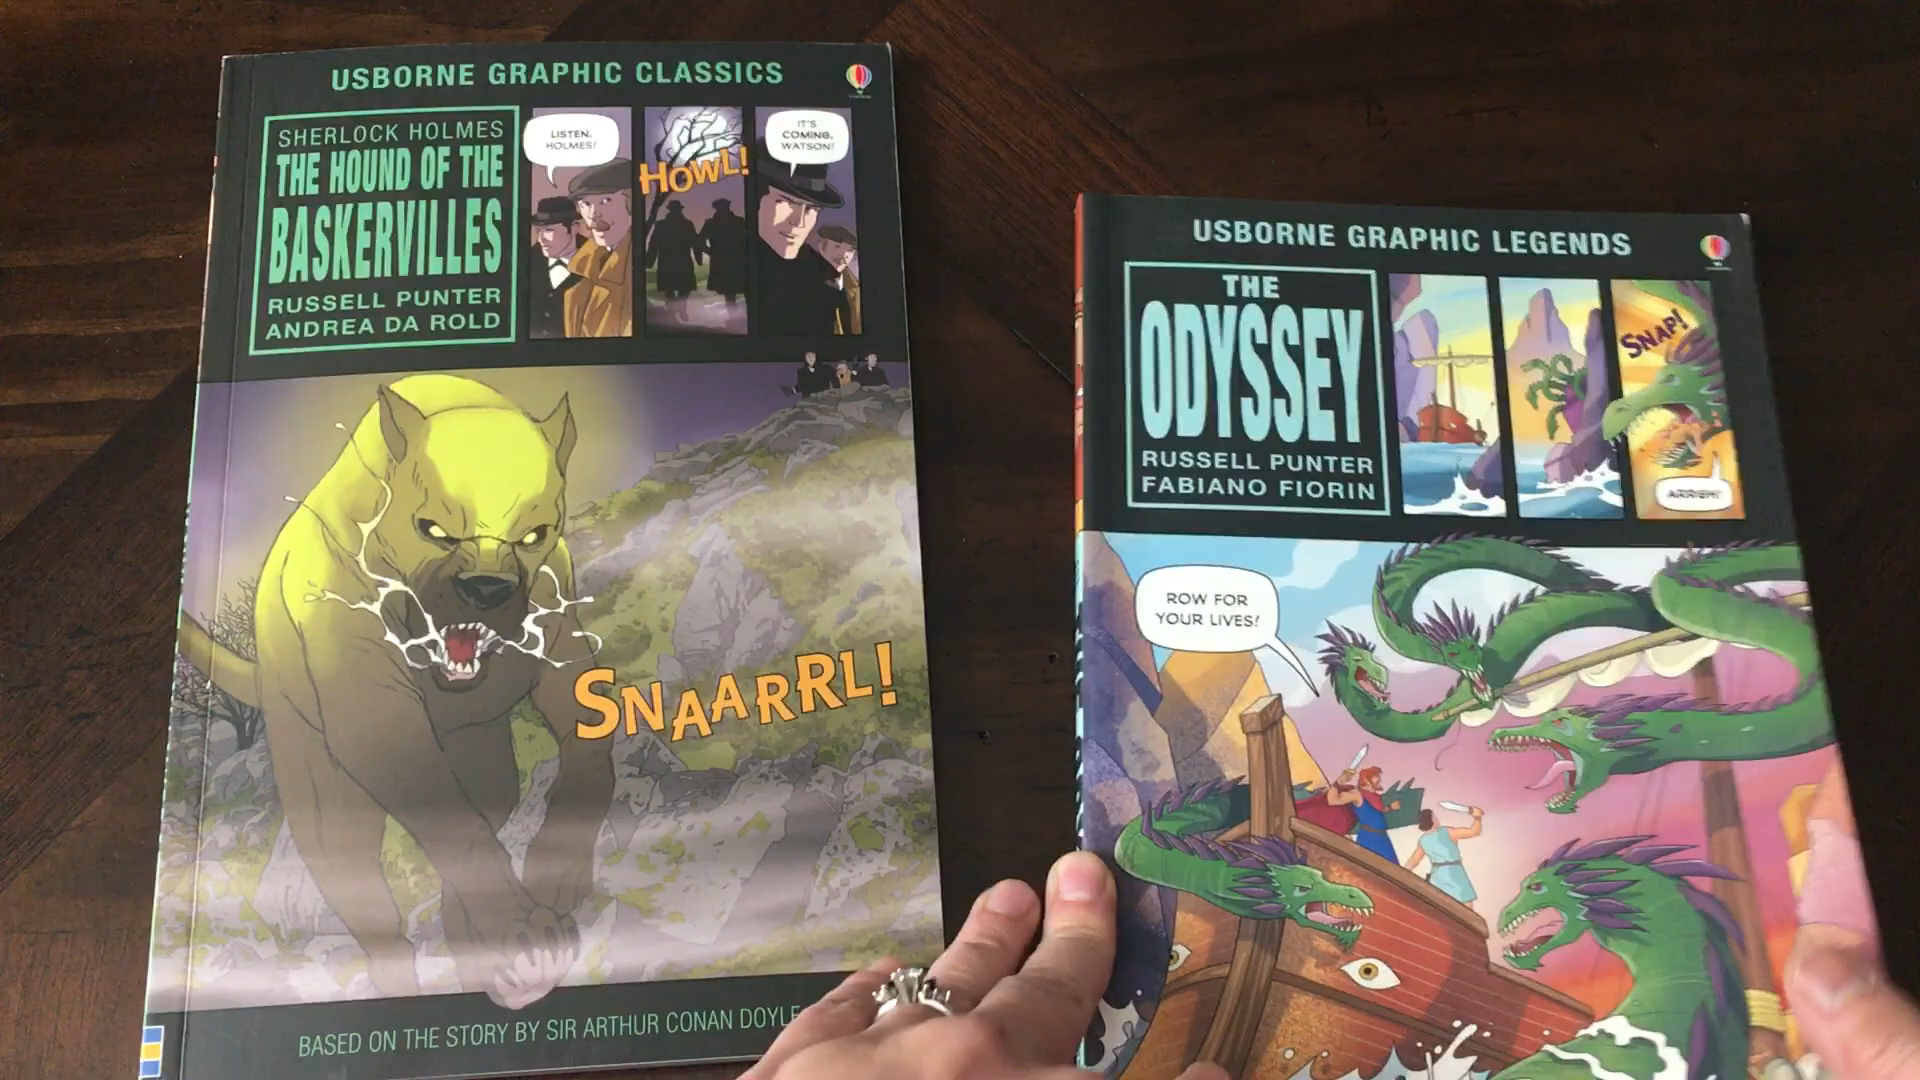 USBORNE GRAPHIC CLASSICS
SHERLOCK HOLMES
THE HOUND OF THE
BASKERVILLES
RUSSELL PUNTER
ANDREA DA ROLD
LISTEN,
HOLMES!
HOWL!
IT'S
COMING,
WATSON!
SNAARRL!
BASED ON THE STORY BY SIR ARTHUR CONAN DOYLE
USBORNE GRAPHIC LEGENDS
THE
ODYSSEY
RUSSELL PUNTER
FABIANO FIORIN
SNAP!
ROW FOR
YOUR LIVES!